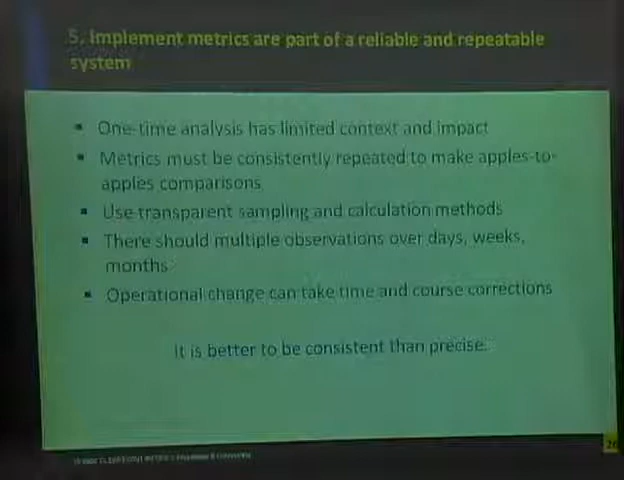 5. Implement metrics are part of a reliable and repeatable
system
▪ One-time analysis has limited context and impact
▪ Metrics must be consistently repeated to make apples-to-
apples comparisons
▪ Use transparent sampling and calculation methods
▪ There should multiple observations over days, weeks,
months
▪ Operational change can take time and course corrections
It is better to be consistent than precise.